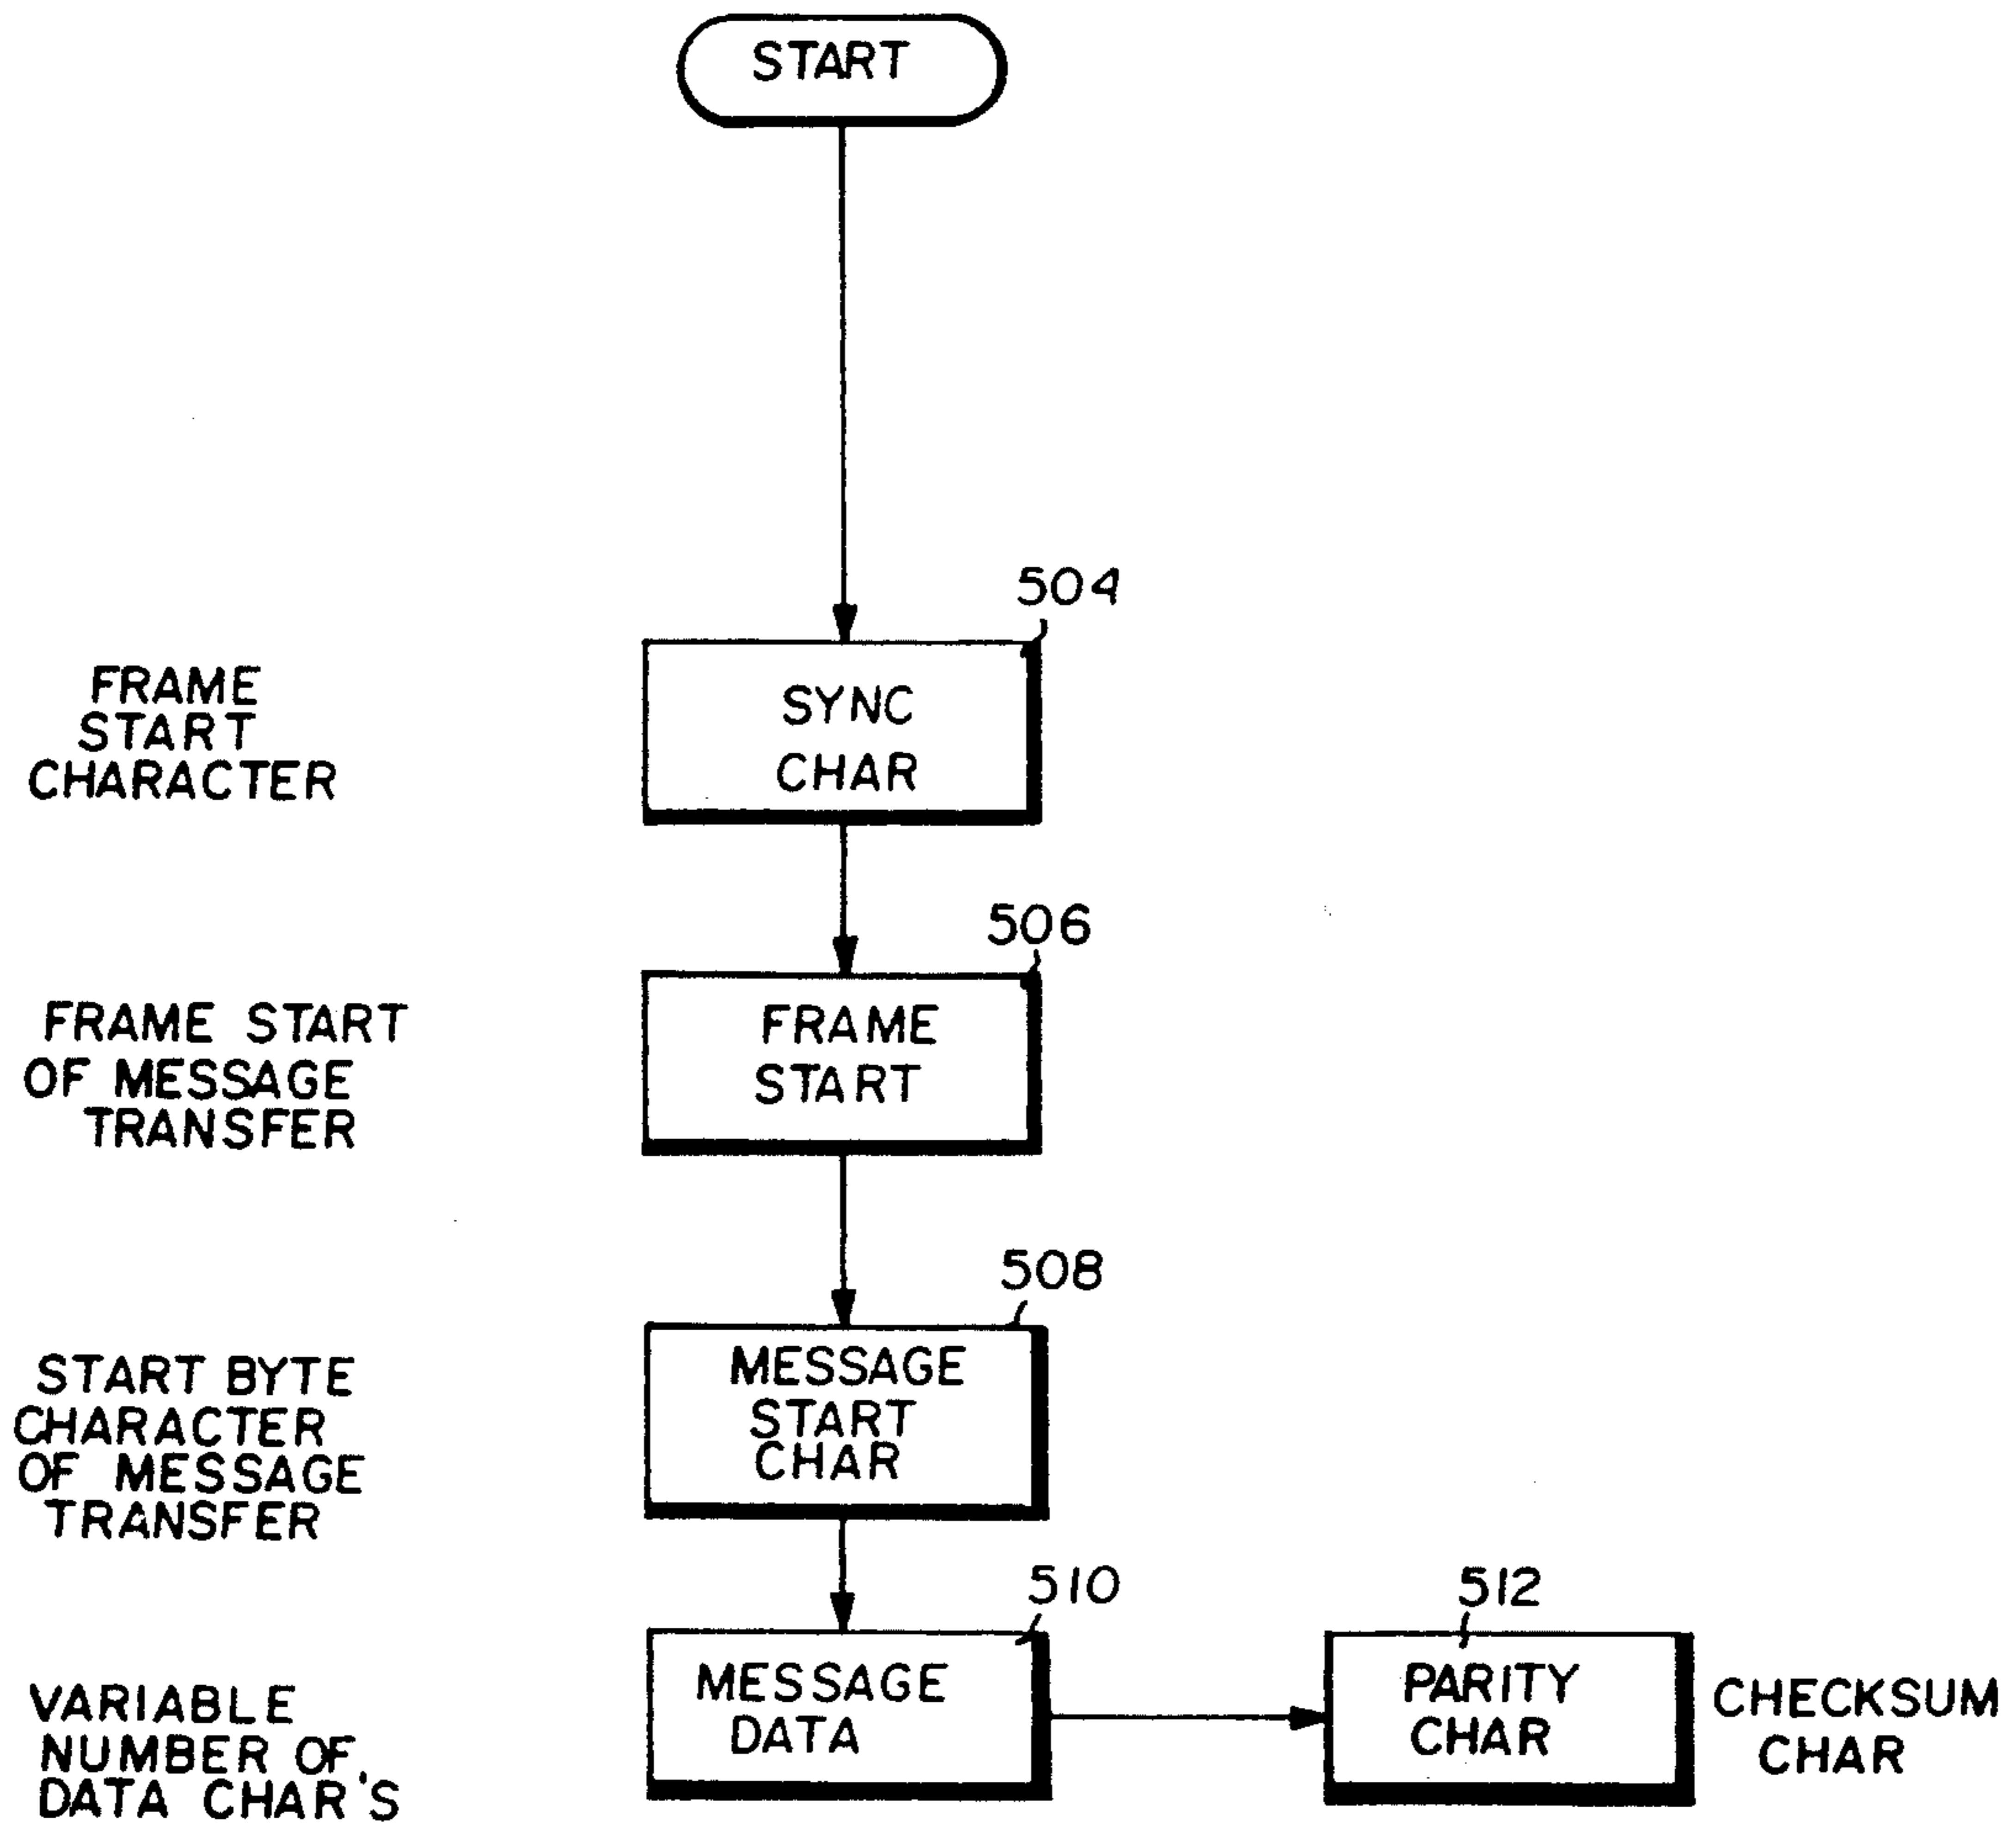 START
504
FRAME
START
CHARACTER
SYNC
CHAR
506
FRAME START
OF MESSAGE
TRANSFER
FRAME
START
508
START BYTE
CHARACTER
OF MESSAGE
TRANSFER
MESSAGE
START
CHAR
510
512
VARIABLE
NUMBER OF
DATA CHAR'S
MESSAGE
DATA
PARITY
CHAR
CHECKSUM
CHAR